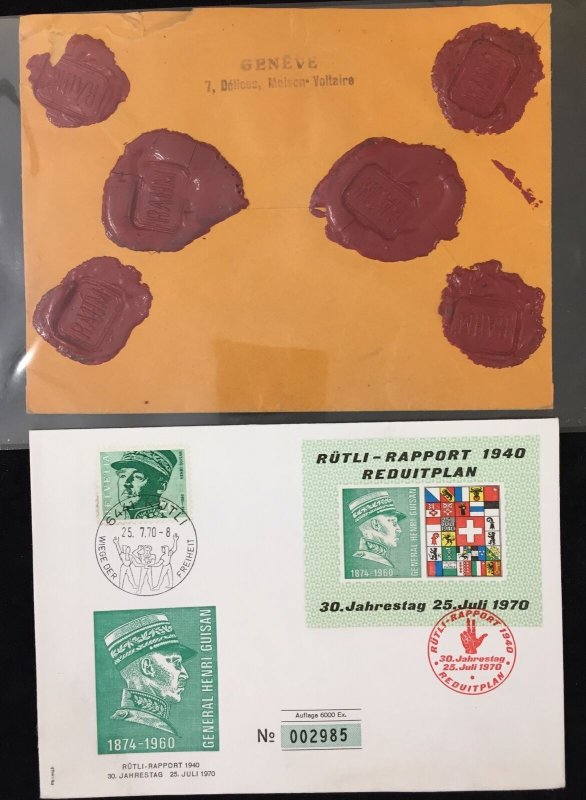 GENÈVE
7, Délices, Maison Voltaire
HELVETIA
RÜTLI
25. 7.70-8
WIEGE DER FREIHEIT
RÜTLI-RAPPORT 1940
REDUITPLAN
GENERAL HENRI GUISAN
1874-1960
30.Jahrestag 25.Juli 1970
RÜTLI-RAPPORT 1940
30.Jahrestag
25.Juli 1970
REDUITPLAN
GENERAL HENRI GUISAN
1874-1960
RÜTLI-RAPPORT 1940
30. JAHRESTAG 25. JULI 1970
Auflage 6000 Ex.
No 002985